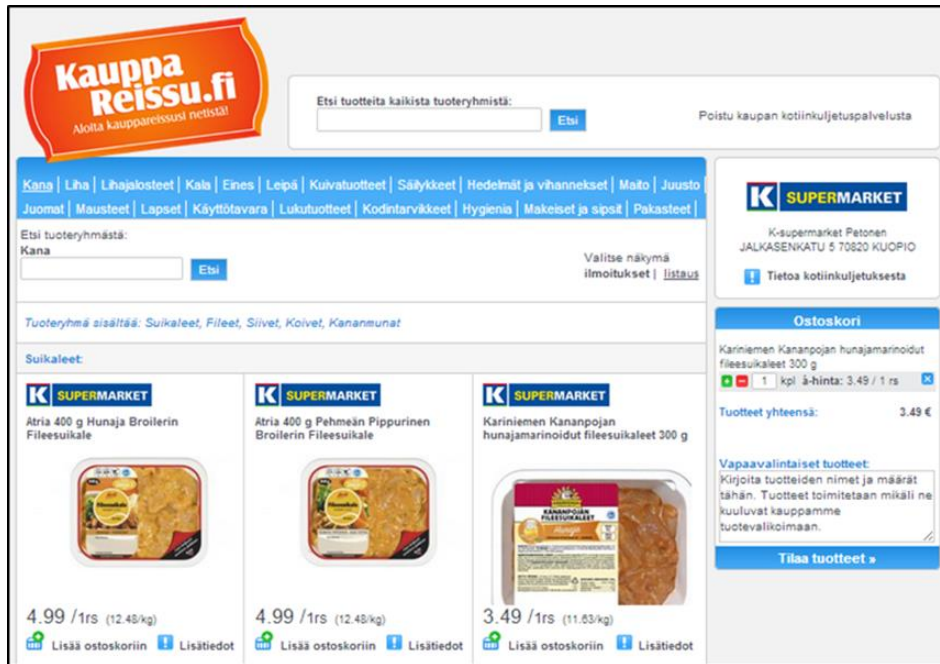 Kauppa
Reissu.fi
Aloita kauppareissusi netistä!
Etsi tuotteita kaikista tuoteryhmistä:
Etsi
Poistu kaupan kotiinkuljetuspalvelusta
Kana | Liha | Lihajalosteet | Kala | Eines | Leipä | Kuivatuotteet | Säilykkeet | Hedelmät ja vihannekset | Maito | Juusto |
Juomat | Mausteet | Lapset | Käyttötavara | Lukutuotteet | Kodintarvikkeet | Hygienia | Makeiset ja sipsit | Pakasteet |
Etsi tuoteryhmästä:
Kana
Etsi
Valitse näkymä
ilmoitukset | listaus
Tuoteryhmä sisältää: Suikaleet, Fileet, Siivet, Koivet, Kananmunat
Suikaleet:
K SUPERMARKET
Atria 400 g Hunaja Broilerin
Fileesuikale
4.99 /1rs (12.48/kg)
Lisää ostoskoriin Lisätiedot
K SUPERMARKET
Atria 400 g Pehmeän Pippurinen
Broilerin Fileesuikale
4.99 /1rs (12.48/kg)
Lisää ostoskoriin Lisätiedot
K SUPERMARKET
Kariniemen Kananpojan
hunajamarinoidut fileesuikaleet 300 g
KANANPOJAN
FILEESUIKALEET
Hunaja
3.49 /1rs (11.63/kg)
Lisää ostoskoriin Lisätiedot
K SUPERMARKET
K-supermarket Petonen
JALKASENKATU 5 70820 KUOPIO
Tietoa kotiinkuljetuksesta
Ostoskori
Kariniemen Kananpojan hunajamarinoidut
fileesuikaleet 300 g
1 kpl à-hinta: 3.49 / 1 rs
Tuotteet yhteensä: 3.49 €
Vapaavalintaiset tuotteet:
Kirjoita tuotteiden nimet ja määrät
tähän. Tuotteet toimitetaan mikäli ne
kuuluvat kauppamme
tuotevalikoimaan.
Tilaa tuotteet »